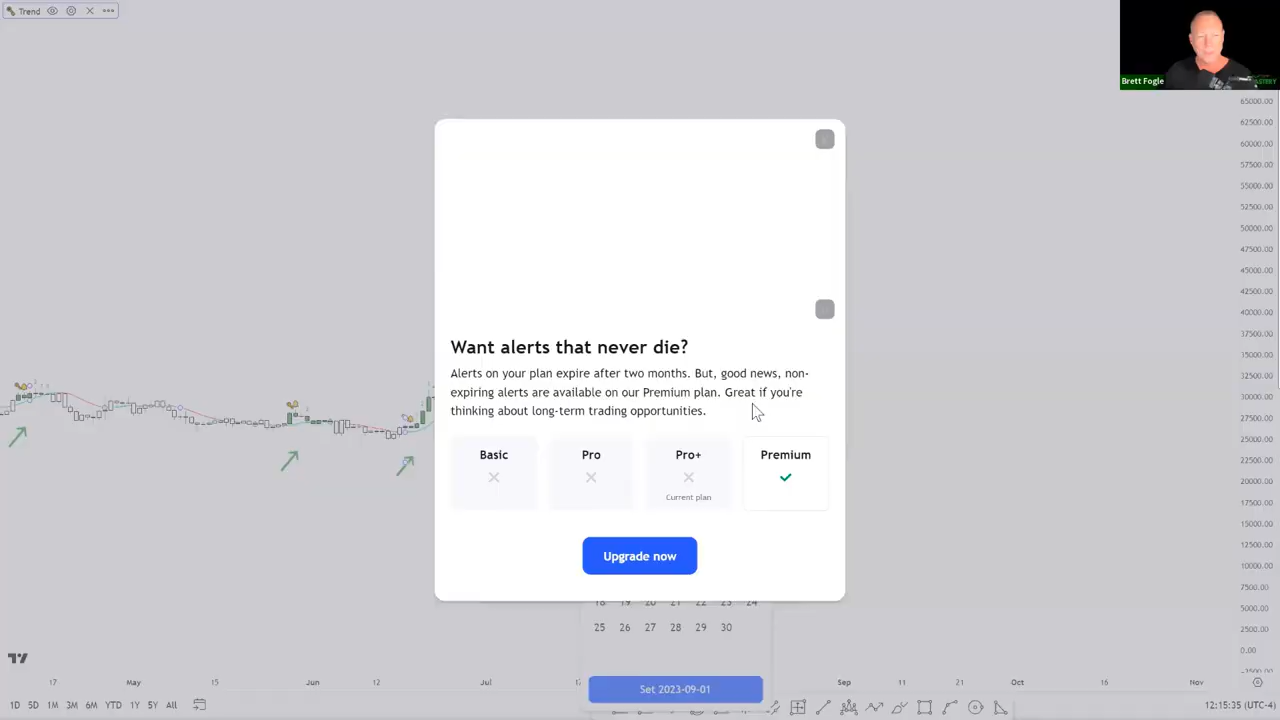 Trend
Brett Fogle
65000.00
62500.00
60000.00
57500.00
55000.00
52500.00
50000.00
47500.00
45000.00
42500.00
40000.00
37500.00
35000.00
32500.00
30000.00
27500.00
25000.00
22500.00
20000.00
17500.00
15000.00
12500.00
10000.00
7500.00
5000.00
2500.00
0.00
Want alerts that never die?
Alerts on your plan expire after two months. But, good news, non-
expiring alerts are available on our Premium plan. Great if you're
thinking about long-term trading opportunities.
Basic Pro Pro+ Premium
Current plan
Upgrade now
18 19 20 21 22 23 24
25 26 27 28 29 30
17 May 15 Jun 12 Jul Sep 11 21 Oct 16 Nov
Set 2023-09-01
1D 5D 1M 3M 6M YTD 1Y 5Y All 12:15:35 (UTC-4)